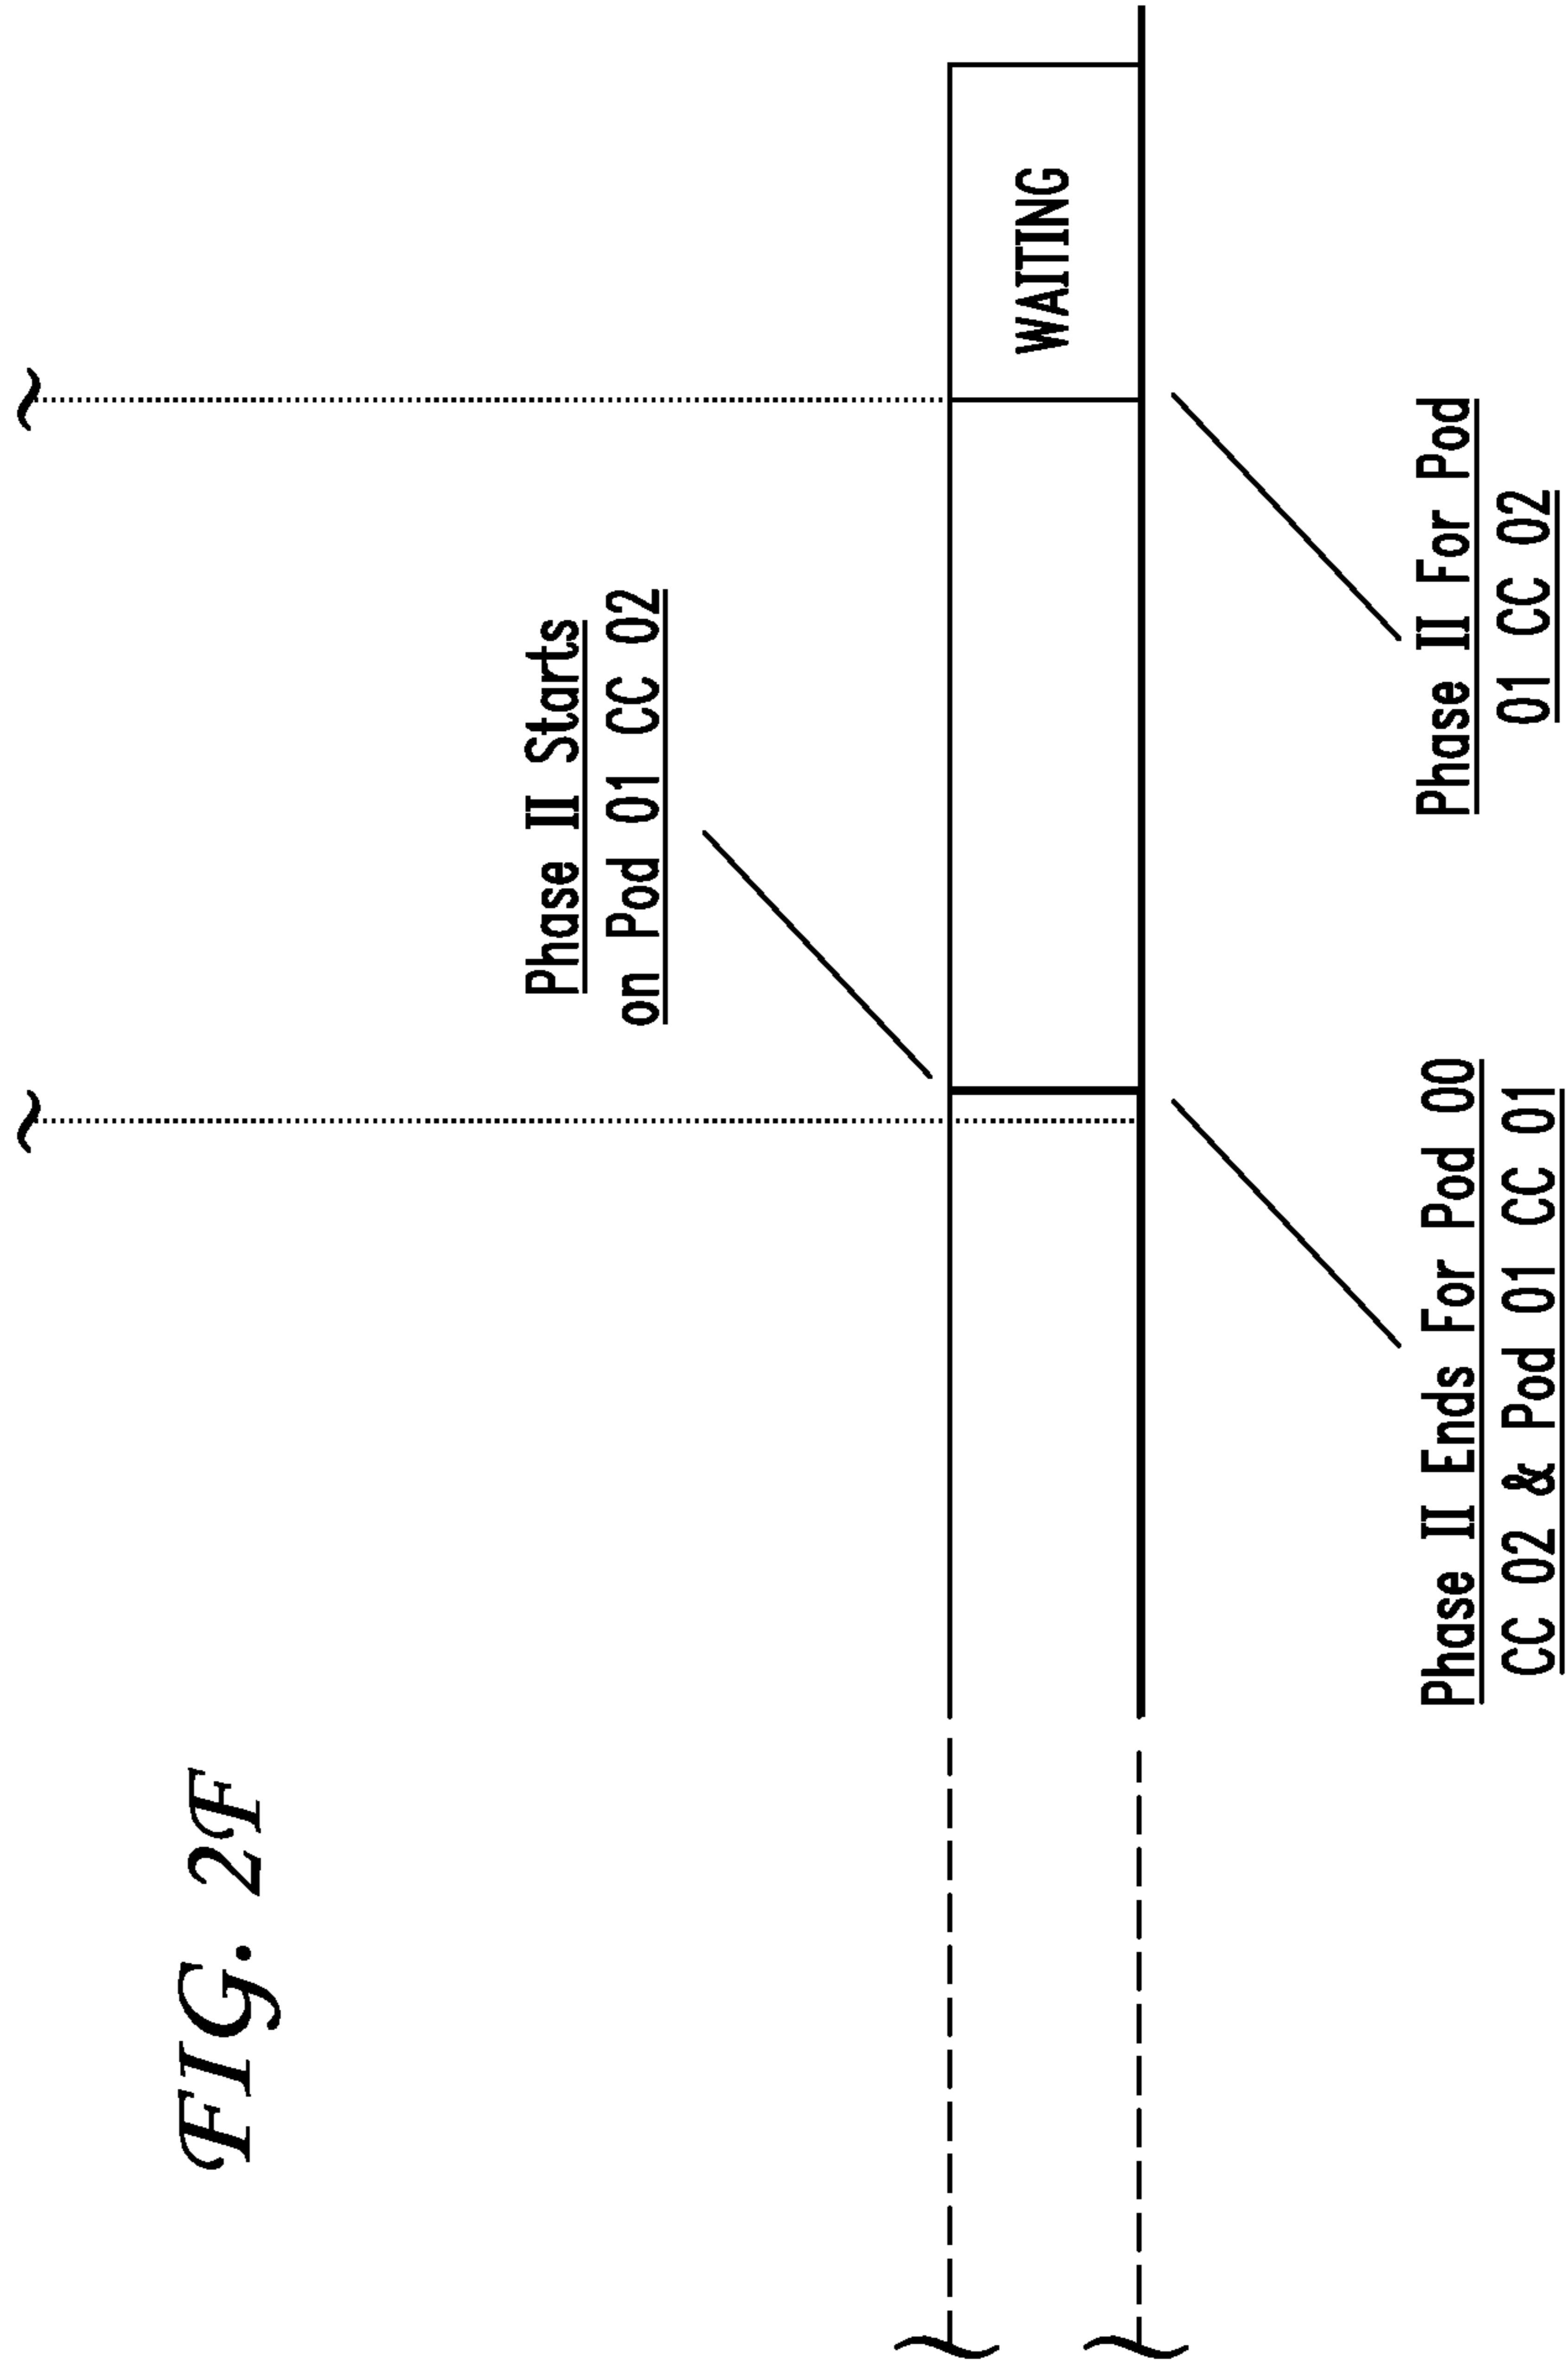 FIG. 2F
Phase II Starts
on Pod 01 CC 02
WAITING
Phase II Ends For Pod 00
CC 02 & Pod 01 CC 01
Phase II For Pod
01 CC 02